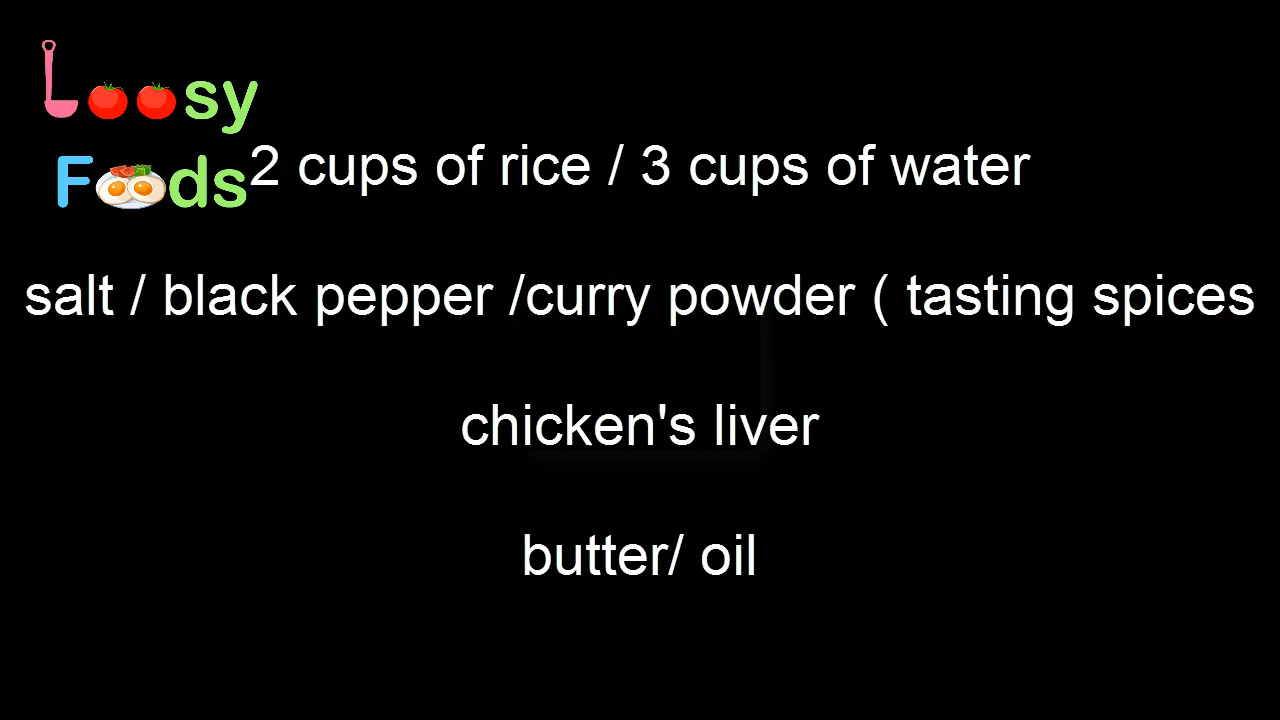 Loosy
Foods
2 cups of rice / 3 cups of water
salt / black pepper /curry powder ( tasting spices
chicken's liver
butter/ oil